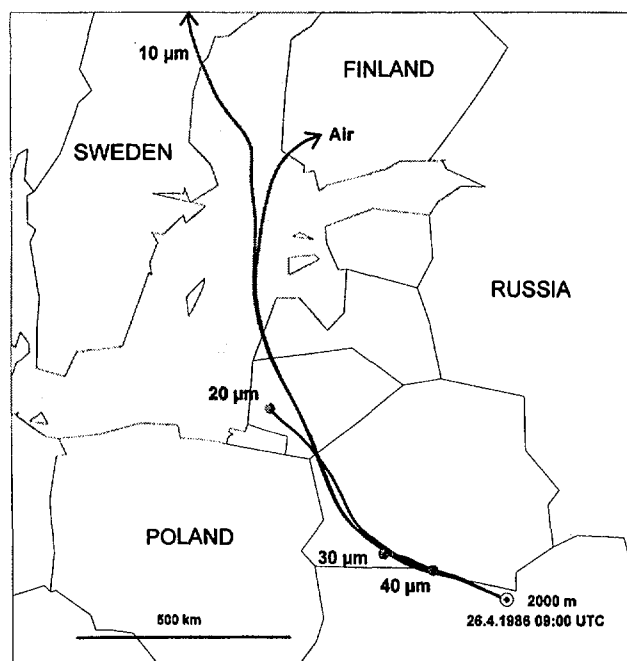 10 µm
FINLAND
Air
SWEDEN
RUSSIA
20 µm
POLAND
30 µm
40 µm
2000 m
26.4.1986 09:00 UTC
500 km